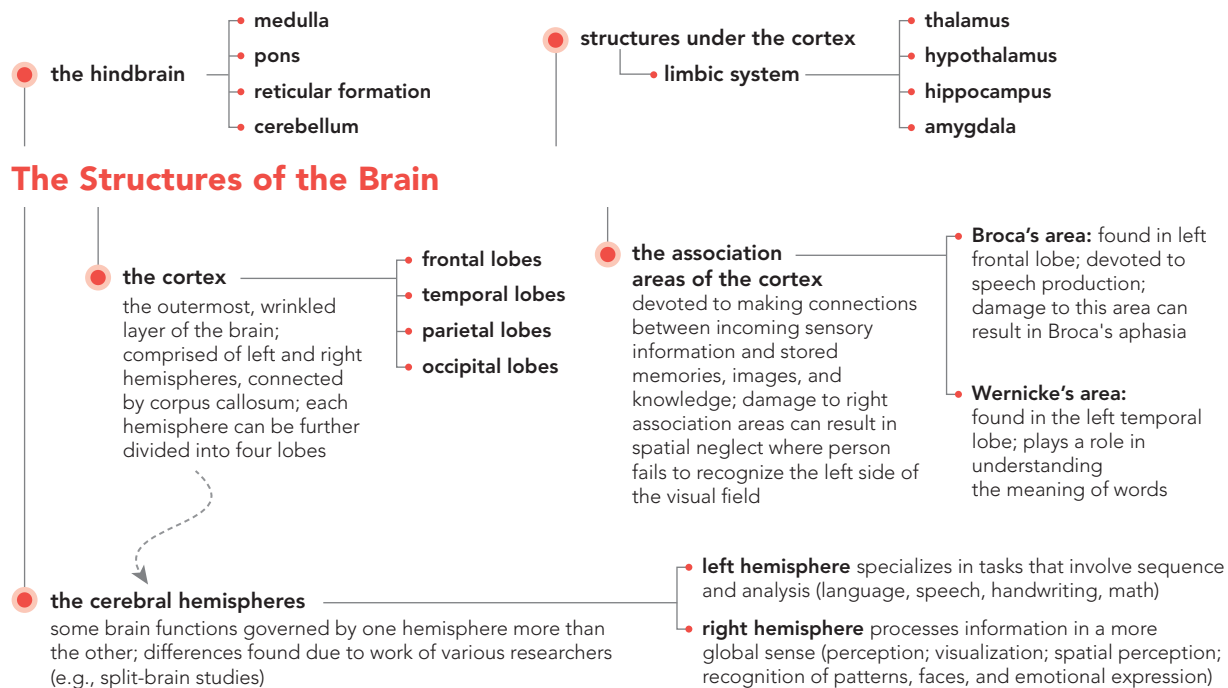 the hindbrain
medulla
pons
reticular formation
cerebellum
structures under the cortex
limbic system
thalamus
hypothalamus
hippocampus
amygdala
The Structures of the Brain
the cortex
the outermost, wrinkled
layer of the brain;
comprised of left and right
hemispheres, connected
by corpus callosum; each
hemisphere can be further
divided into four lobes
frontal lobes
temporal lobes
parietal lobes
occipital lobes
the association
areas of the cortex
devoted to making connections
between incoming sensory
information and stored
memories, images, and
knowledge; damage to right
association areas can result in
spatial neglect where person
fails to recognize the left side of
the visual field
Broca’s area: found in left
frontal lobe; devoted to
speech production;
damage to this area can
result in Broca's aphasia
Wernicke’s area:
found in the left temporal
lobe; plays a role in
understanding
the meaning of words
the cerebral hemispheres
some brain functions governed by one hemisphere more than
the other; differences found due to work of various researchers
(e.g., split-brain studies)
left hemisphere specializes in tasks that involve sequence
and analysis (language, speech, handwriting, math)
right hemisphere processes information in a more
global sense (perception; visualization; spatial perception;
recognition of patterns, faces, and emotional expression)